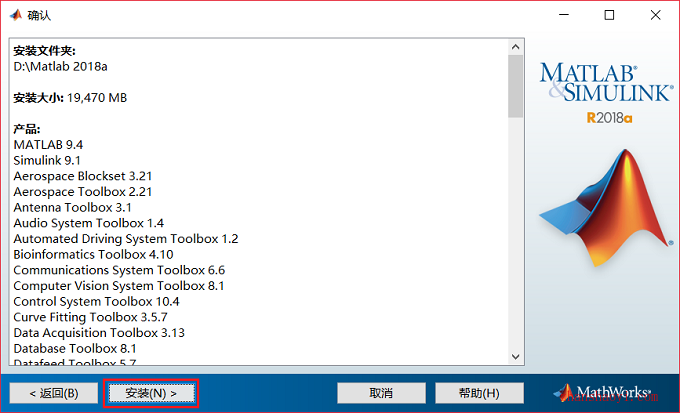 确认
安装文件夹:
D:\Matlab 2018a
安装大小: 19,470 MB
产品:
MATLAB 9.4
Simulink 9.1
Aerospace Blockset 3.21
Aerospace Toolbox 2.21
Antenna Toolbox 3.1
Audio System Toolbox 1.4
Automated Driving System Toolbox 1.2
Bioinformatics Toolbox 4.10
Communications System Toolbox 6.6
Computer Vision System Toolbox 8.1
Control System Toolbox 10.4
Curve Fitting Toolbox 3.5.7
Data Acquisition Toolbox 3.13
Database Toolbox 8.1
Datafeed Toolbox 5.7
MATLAB®
&SIMULINK®
R2018a
®
< 返回(B)
安装(N) >
取消
帮助(H)
MathWorks®